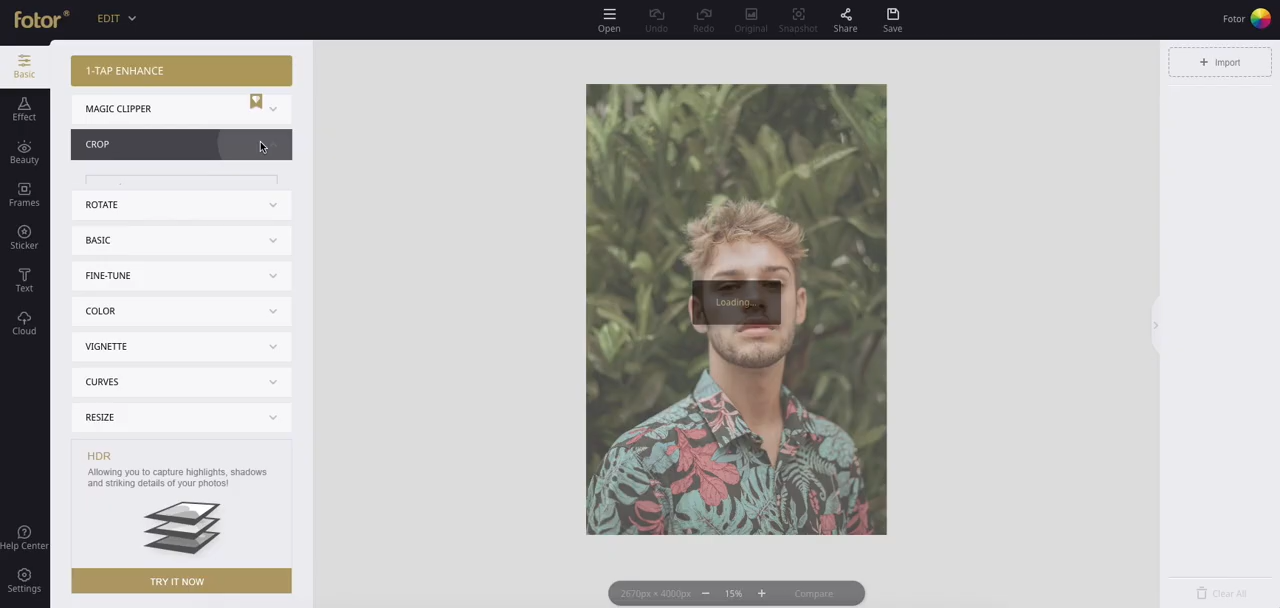 fotor®
EDIT
Open
Undo
Redo
Original
Snapshot
Share
Save
Fotor
Basic
Effect
Beauty
Frames
Sticker
Text
Cloud
Help Center
Settings
1-TAP ENHANCE
MAGIC CLIPPER
CROP
ROTATE
BASIC
FINE-TUNE
COLOR
VIGNETTE
CURVES
RESIZE
HDR
Allowing you to capture highlights, shadows
and striking details of your photos!
TRY IT NOW
Loading...
2670px × 4000px
15%
Compare
Import
Clear All